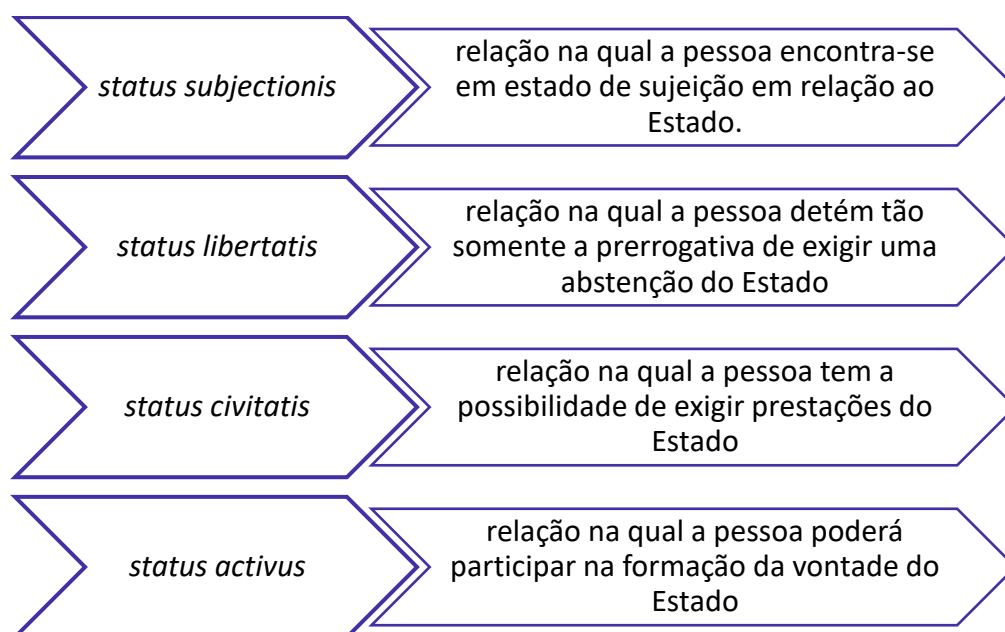 status subjectionis
relação na qual a pessoa encontra-se
em estado de sujeição em relação ao
Estado.
status libertatis
relação na qual a pessoa detém tão
somente a prerrogativa de exigir uma
abstenção do Estado
status civitatis
relação na qual a pessoa tem a
possibilidade de exigir prestações do
Estado
status activus
relação na qual a pessoa poderá
participar na formação da vontade do
Estado